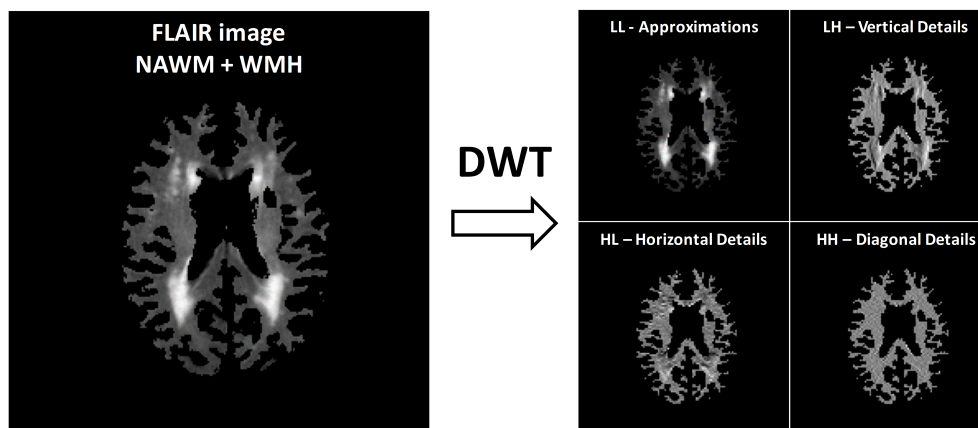 FLAIR image
NAWM + WMH
DWT
LL - Approximations
LH – Vertical Details
HL – Horizontal Details
HH – Diagonal Details